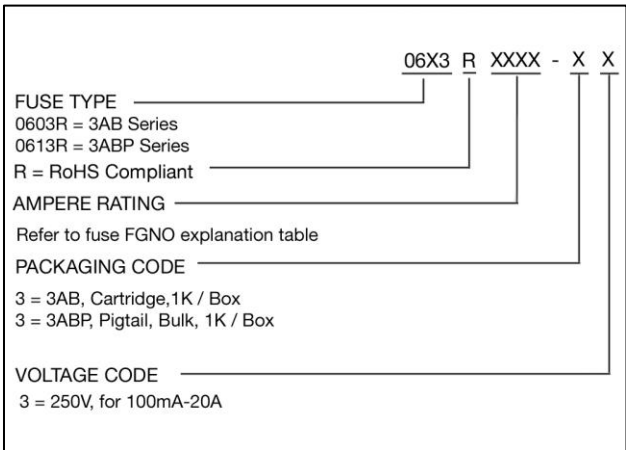 06X3 R XXXX - X X
FUSE TYPE
0603R = 3AB Series
0613R = 3ABP Series
R = RoHS Compliant
AMPERE RATING
Refer to fuse FGNO explanation table
PACKAGING CODE
3 = 3AB, Cartridge,1K / Box
3 = 3ABP, Pigtail, Bulk, 1K / Box
VOLTAGE CODE
3 = 250V, for 100mA-20A